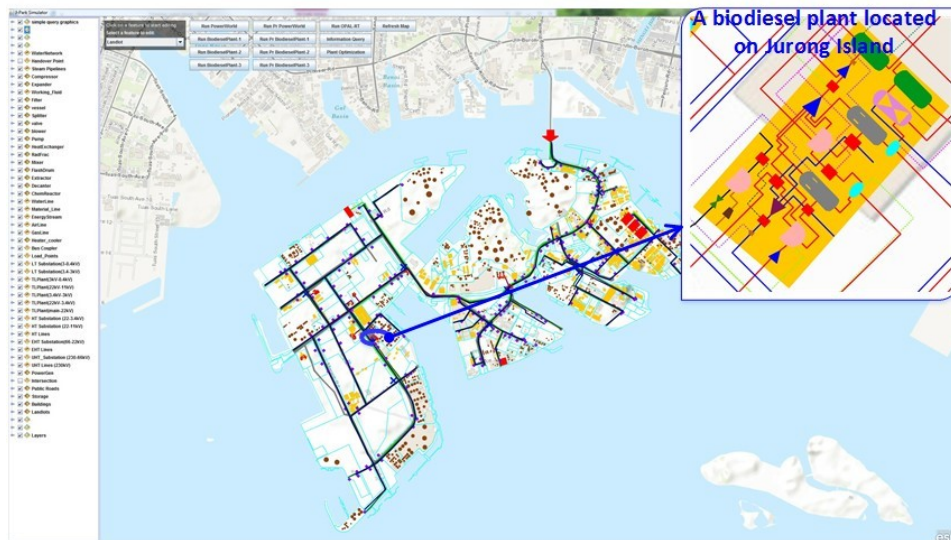 J-Park Simulator
Click on a feature to start editing
Select a feature to edit:
Landlot
Run PowerWorld
Run Pr PowerWorld
Run OPAL-RT
Refresh Map
Run BiodieselPlant 1
Run Pr BiodieselPlant 1
Information Query
Run BiodieselPlant 2
Run Pr BiodieselPlant 2
Plant Optimization
Run BiodieselPlant 3
Run Pr BiodieselPlant 3
A biodiesel plant located
on Jurong Island
simple query graphics
WaterNetwork
Handover Point
Steam Pipelines
Compressor
Expander
Working_Fluid
Filter
vessel
Splitter
valve
blower
Pump
HeatExchanger
RadFrac
Mixer
FlashDrum
Extractor
Decanter
ChemReactor
WaterLine
Material_Line
EnergyStream
AirLine
GasLine
Heater_cooler
Bus Coupler
Load_Points
LT Substation(3-0.4kV)
LT Substation(3.4-3kV)
TLPlant(3kV-0.4kV)
TLPlant(22kV-11kV)
TLPlant(3.4kV-3kV)
TLPlant(22kV-3.4kV)
TLPlant(main-22kV)
HT Substation (22-3.4kV)
HT Substation (22-11kV)
HT Lines
EHT Substation(66-22kV)
EHT Lines
UHT_Substation (230-66kV)
UHT Lines (230kV)
PowerGen
Intersection
Public Roads
Storage
Buildings
Landlots
Layers